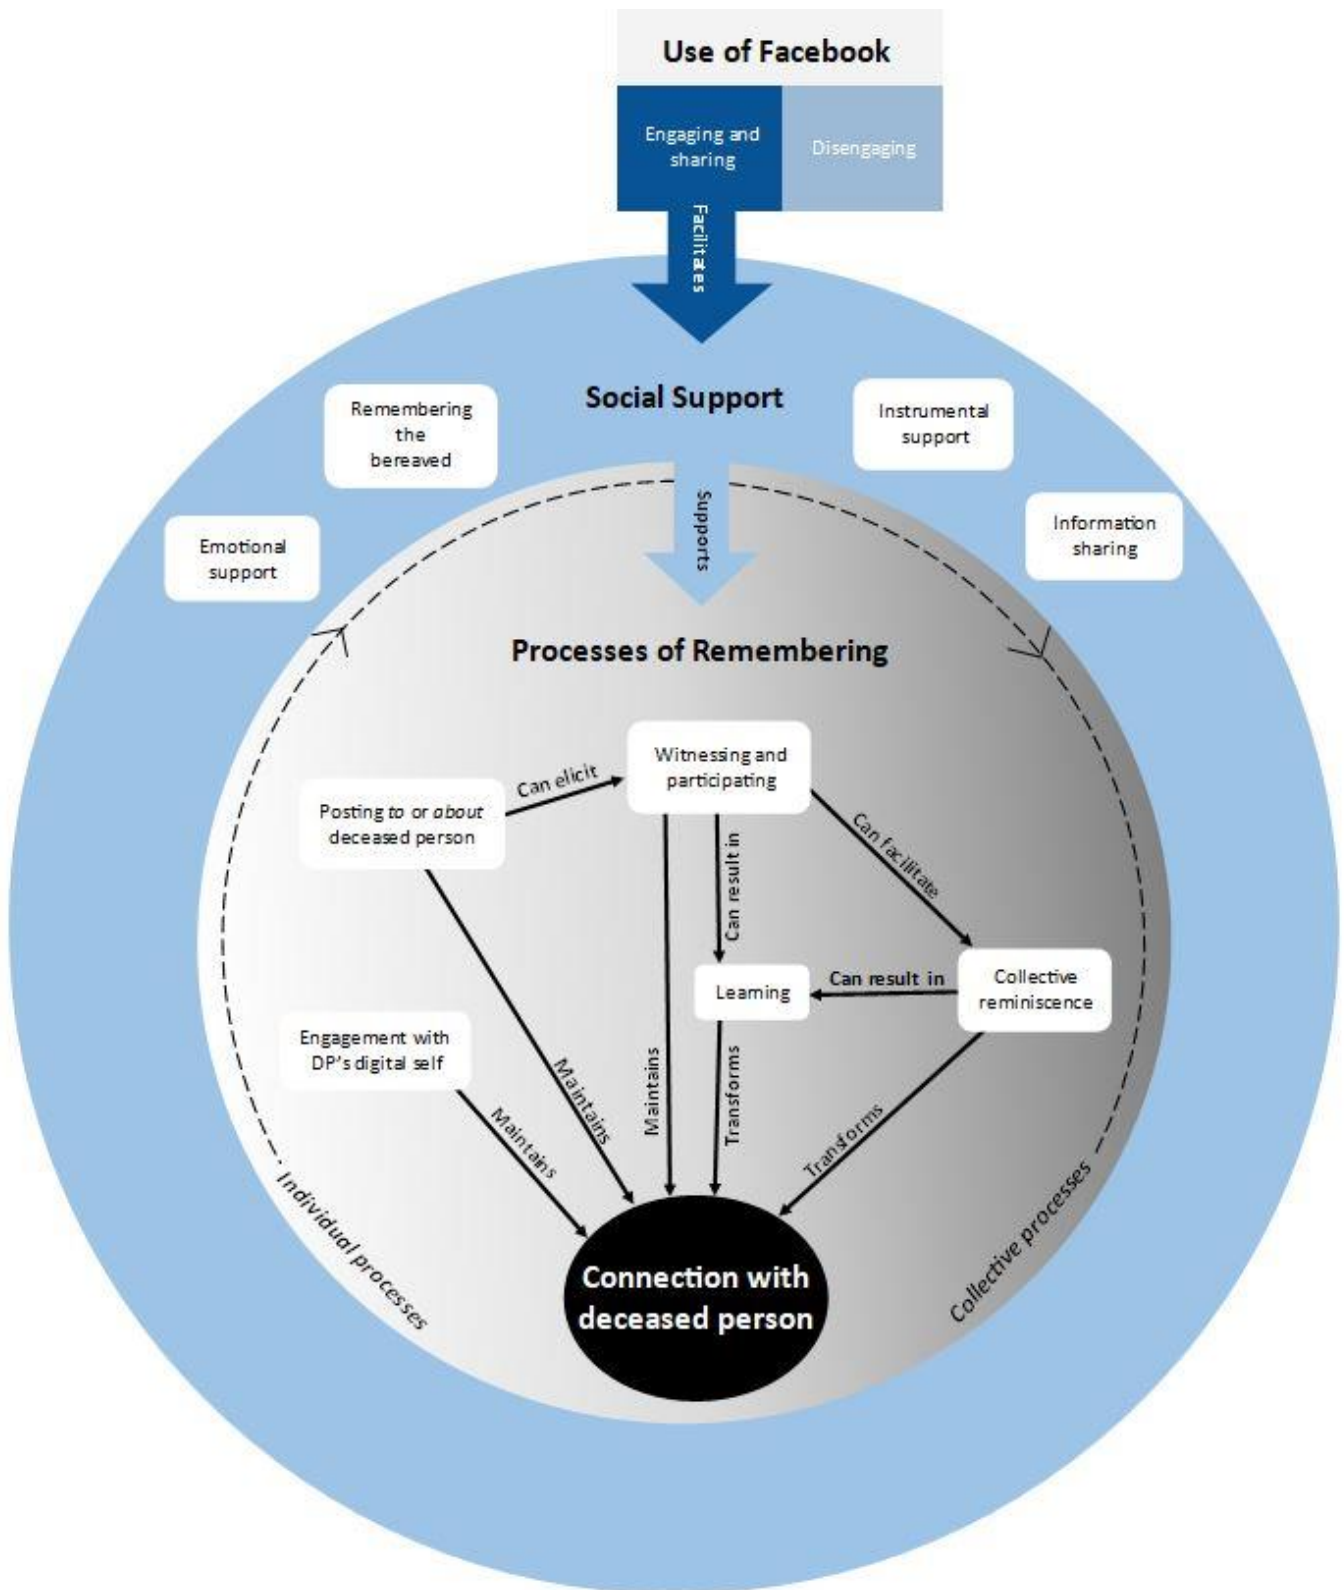 Use of Facebook
Engaging and
sharing
Disengaging
Facilitates
Social Support
Remembering
the
bereaved
Instrumental
support
Emotional
support
Information
sharing
Supports
Processes of Remembering
Witnessing and
participating
Can elicit
Posting to or about
deceased person
Can facilitate
Can result in
Learning
Can result in
Collective
reminiscence
Engagement with
DP's digital self
Maintains
Maintains
Maintains
Transforms
Transforms
Individual processes
Collective processes
Connection with
deceased person